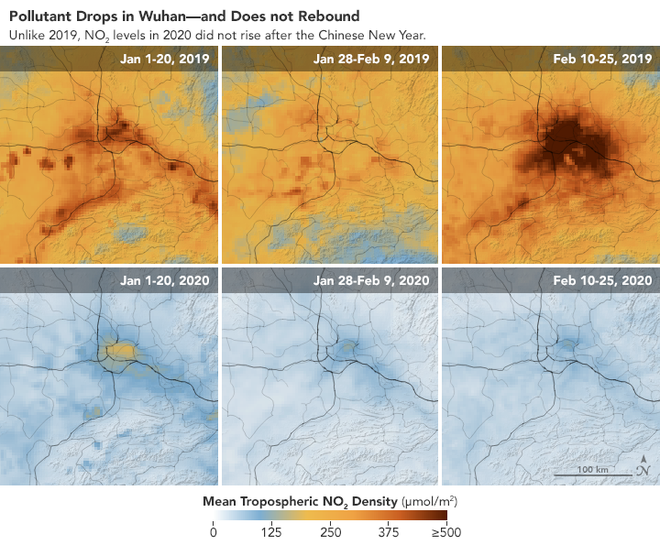 Pollutant Drops in Wuhan—and Does not Rebound
Unlike 2019, NO₂ levels in 2020 did not rise after the Chinese New Year.
Jan 1-20, 2019
Jan 28-Feb 9, 2019
Feb 10-25, 2019
Jan 1-20, 2020
Jan 28-Feb 9, 2020
Feb 10-25, 2020
100 km
N
Mean Tropospheric NO₂ Density (μmol/m²)
0 125 250 375 ≥500